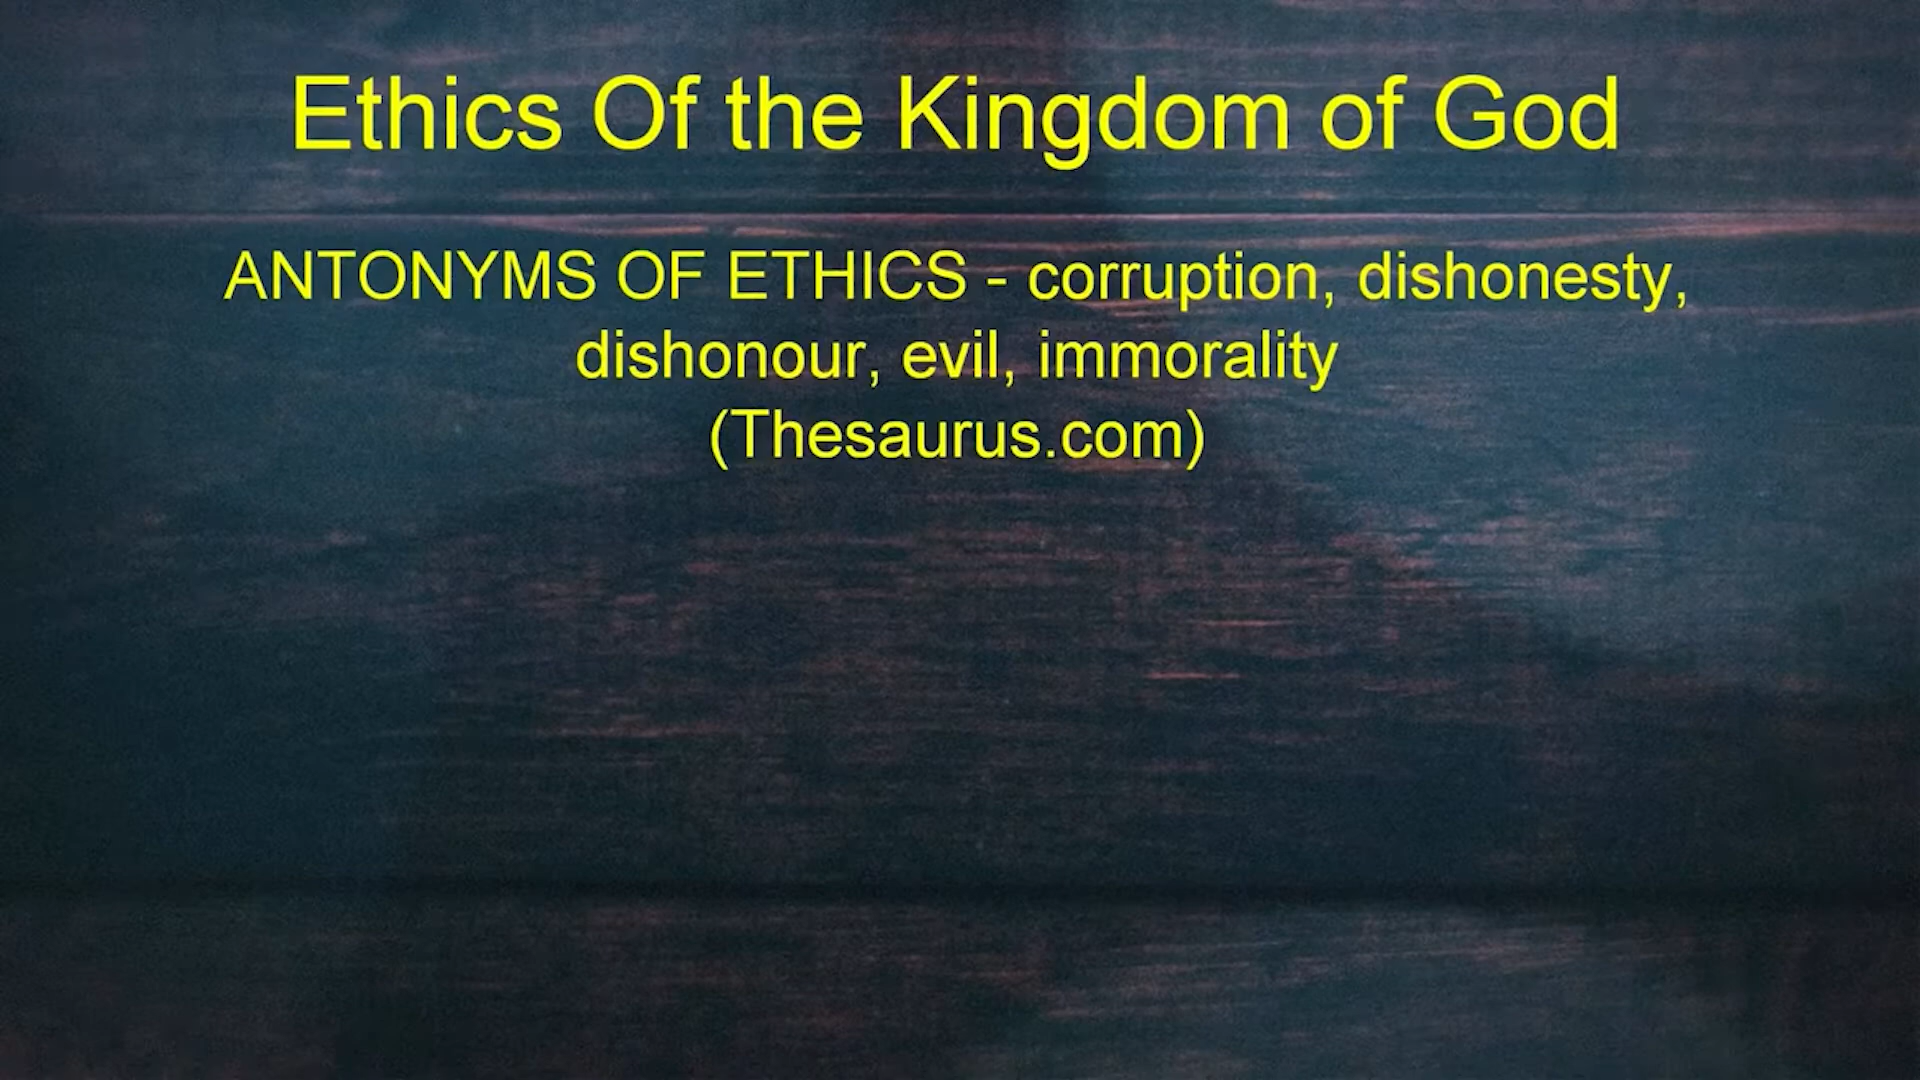 Ethics Of the Kingdom of God
ANTONYMS OF ETHICS - corruption, dishonesty,
dishonour, evil, immorality
(Thesaurus.com)